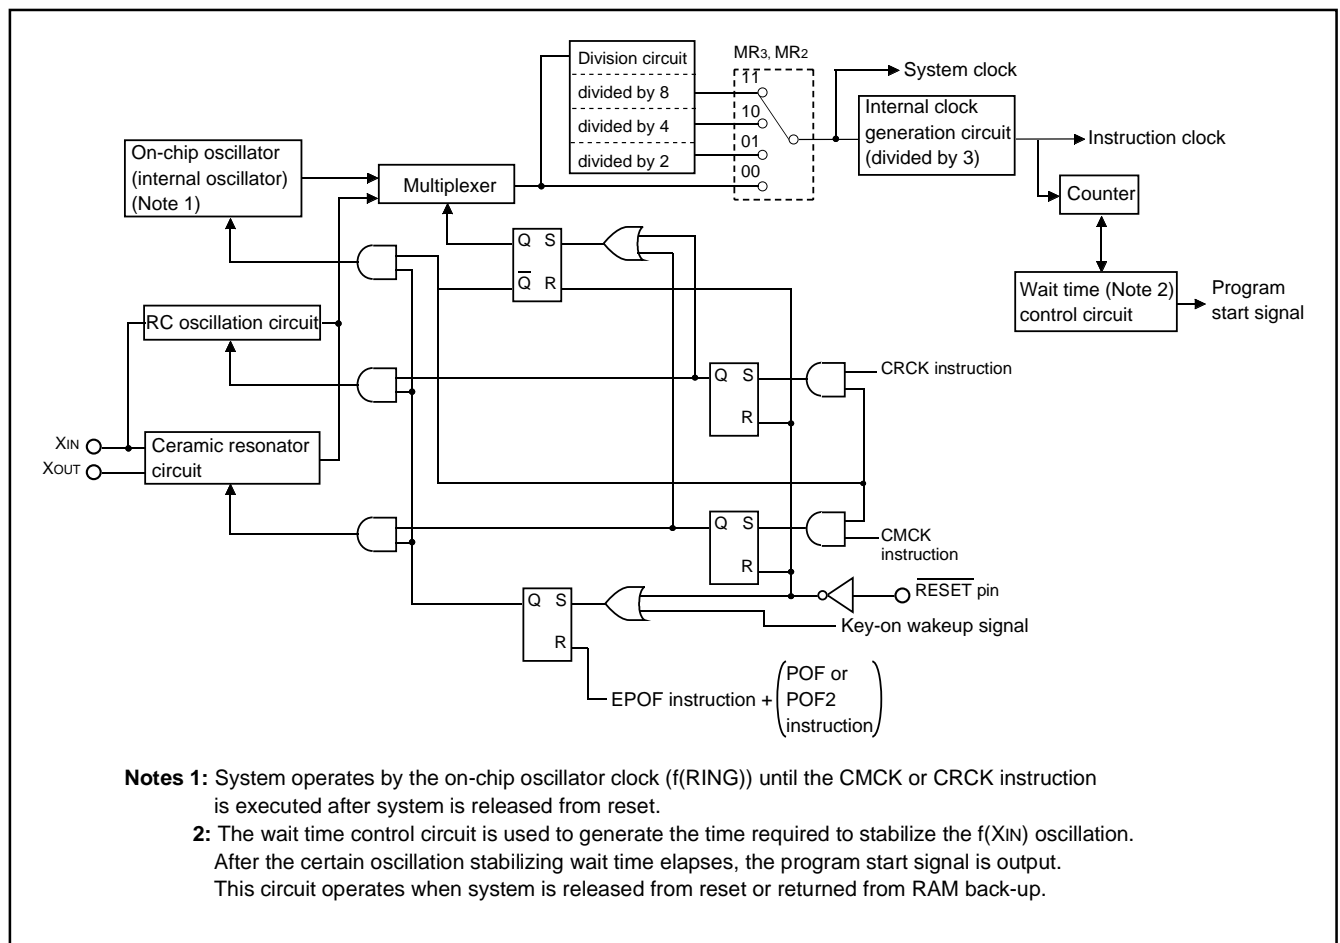 Division circuit
divided by 8
divided by 4
divided by 2
MR3, MR2
11
10
01
00
System clock
Internal clock
generation circuit
(divided by 3)
Instruction clock
Counter
Wait time (Note 2)
control circuit
Program
start signal
On-chip oscillator
(internal oscillator)
(Note 1)
Multiplexer
Q S
Q̅ R
RC oscillation circuit
Q S
R
CRCK instruction
XIN
XOUT
Ceramic resonator
circuit
Q S
R
CMCK
instruction
Q S
R
R̅E̅S̅E̅T̅ pin
Key-on wakeup signal
EPOF instruction +
POF or
POF2
instruction
Notes 1: System operates by the on-chip oscillator clock (f(RING)) until the CMCK or CRCK instruction
is executed after system is released from reset.
2: The wait time control circuit is used to generate the time required to stabilize the f(XIN) oscillation.
After the certain oscillation stabilizing wait time elapses, the program start signal is output.
This circuit operates when system is released from reset or returned from RAM back-up.